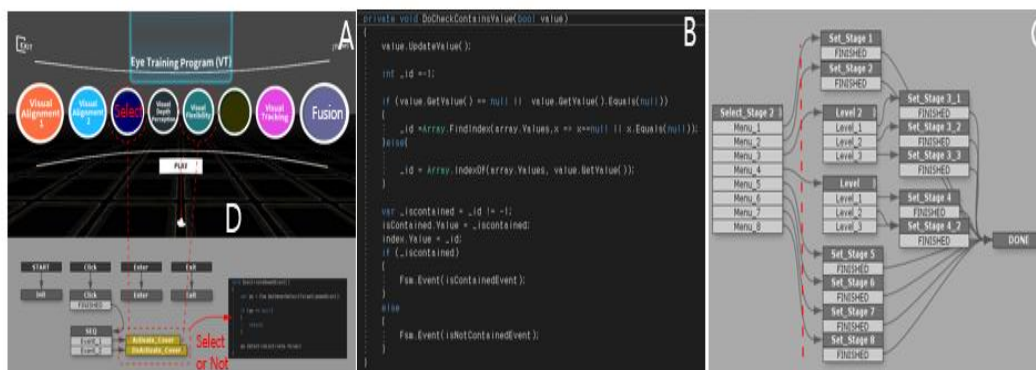 A
EXIT
Eye Training Program (VT)
Visual
Alignment
1
Visual
Alignment
2
Select
Visual
Depth
Perception
Visual
Flexibility
Visual
Tracking
Fusion
PLAY
D
START
Click
Enter
Exit
Init
Click
Enter
Exit
FINISHED
SEQ
Event_1
Event_2
Activate_Cover
DisActivate_Cover
Select
or Not
B
private void DoCheckContainsValue(bool value)
{
value.UpdateValue();
int _id =-1;
if (value.GetValue() == null || value.GetValue().Equals(null))
{
_id =Array.FindIndex(array.Values,x => x==null || x.Equals(null));
}else{
_id = Array.IndexOf(array.Values, value.GetValue());
}
var _iscontained = _id != -1;
isContained.Value = _iscontained;
index.Value = _id;
if (_iscontained)
{
Fsm.Event(isContainedEvent);
}
else
{
Fsm.Event(isNotContainedEvent);
}
}
Select_Stage 2
Menu_1
Menu_2
Menu_3
Menu_4
Menu_5
Menu_6
Menu_7
Menu_8
Set_Stage 1
FINISHED
Set_Stage 2
FINISHED
Level 2
Level_1
Level_2
Level_3
Level
Level_1
Level_2
Level_3
Set_Stage 3_1
FINISHED
Set_Stage 3_2
FINISHED
Set_Stage 3_3
FINISHED
Set_Stage 4
FINISHED
Set_Stage 4_2
FINISHED
Set_Stage 5
FINISHED
Set_Stage 6
FINISHED
Set_Stage 7
FINISHED
Set_Stage 8
FINISHED
DONE